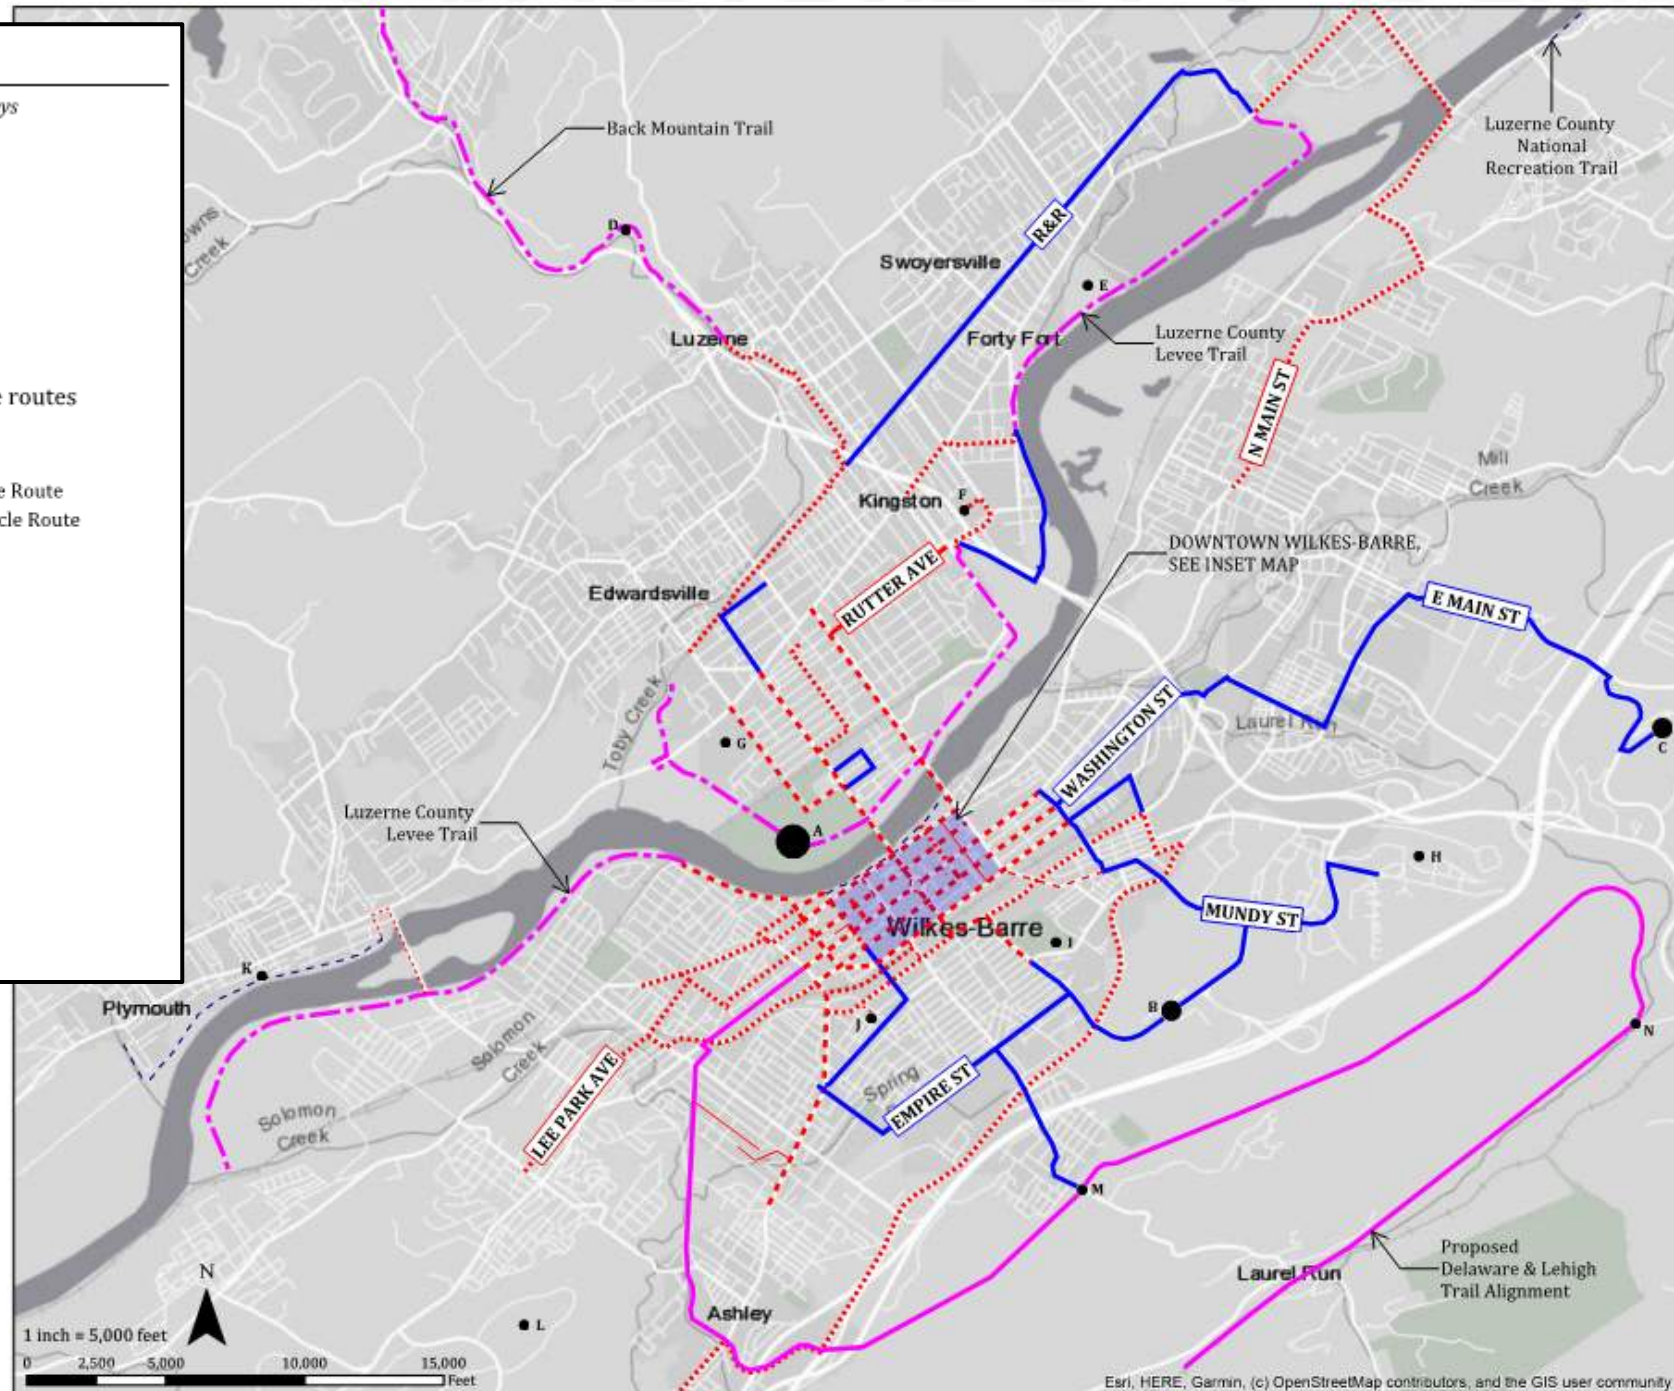 ys
e routes
e Route
cle Route
owns
Creek
Back Mountain Trail
D
Luzerne County
National
Recreation Trail
R&R
Swoyersville
E
Luzerne
Forty Fort
Luzerne County
Levee Trail
N MAIN ST
Mill
Creek
Kingston
F
DOWNTOWN WILKES-BARRE,
SEE INSET MAP
RUTTER AVE
Edwardsville
E MAIN ST
Toby Creek
G
WASHINGTON ST
Laurel Run
C
Luzerne County
Levee Trail
A
H
MUNDY ST
Wilkes-Barre
I
K
Plymouth
B
J
N
Solomon
Creek
LEE PARK AVE
Spring
EMPIRE ST
Solomon
Creek
M
Proposed
Delaware & Lehigh
Trail Alignment
Laurel Run
N
Ashley
L
1 inch = 5,000 feet
0 2,500 5,000 10,000 15,000
Feet
Esri, HERE, Garmin, (c) OpenStreetMap contributors, and the GIS user community